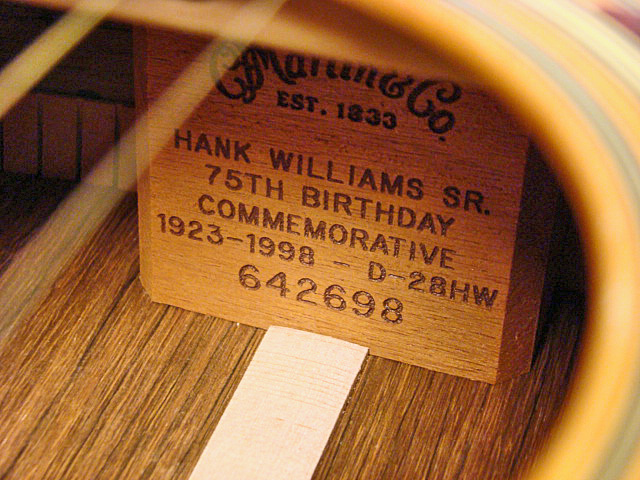 C.F. Martin & Co.
EST. 1833
HANK WILLIAMS SR.
75TH BIRTHDAY
COMMEMORATIVE
1923-1998 - D-28HW
642698